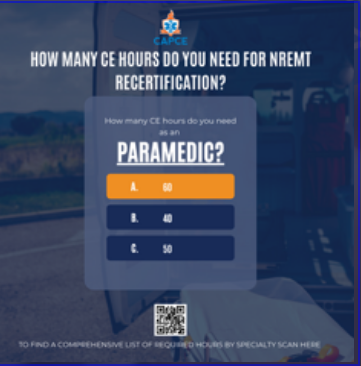 CAPCE
HOW MANY CE HOURS DO YOU NEED FOR NREMT
RECERTIFICATION?
How many CE hours do you need
as an
PARAMEDIC?
A. 60
B. 40
C. 50
TO FIND A COMPREHENSIVE LIST OF REQUIRED HOURS BY SPECIALTY SCAN HERE